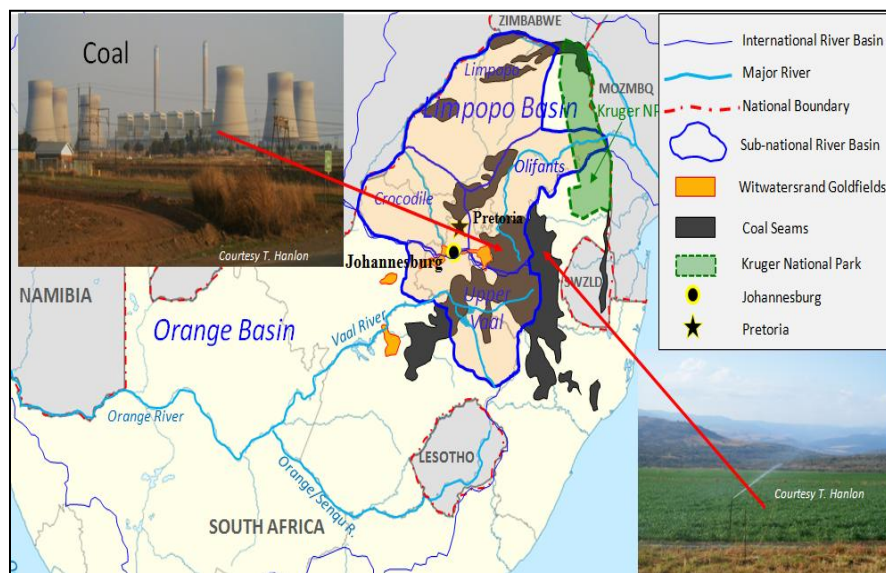 Coal
Courtesy T. Hanlon
ZIMBABWE
Limpopo
Limpopo Basin
MOZMBQ
Kruger NP
Olifants
Crocodile
Pretoria
Johannesburg
SWZLD
NAMIBIA
Orange Basin
Upper
Vaal
Vaal River
Orange River
LESOTHO
Orange/Senqu R.
SOUTH AFRICA
International River Basin
Major River
National Boundary
Sub-national River Basin
Witwatersrand Goldfields
Coal Seams
Kruger National Park
Johannesburg
Pretoria
Courtesy T. Hanlon